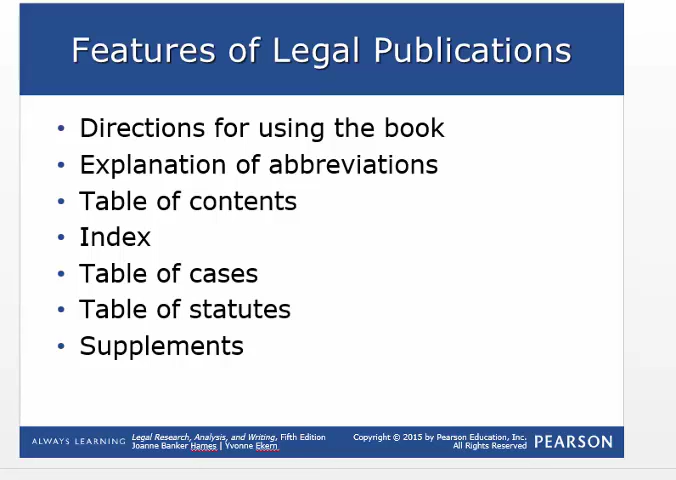 Features of Legal Publications
• Directions for using the book
• Explanation of abbreviations
• Table of contents
• Index
• Table of cases
• Table of statutes
• Supplements
ALWAYS LEARNING
Legal Research, Analysis, and Writing, Fifth Edition
Joanne Banker Hames | Yvonne Ekern
Copyright © 2015 by Pearson Education, Inc.
All Rights Reserved
PEARSON